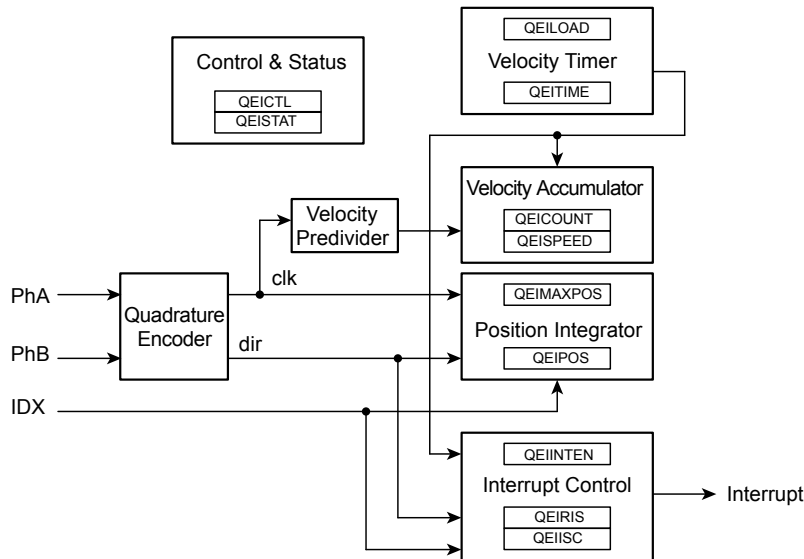 QEILOAD
Velocity Timer
QEITIME
Control & Status
QEICTL
QEISTAT
Velocity Accumulator
QEICOUNT
QEISPEED
Velocity
Predivider
clk
PhA
PhB
IDX
Quadrature
Encoder
dir
QEIMAXPOS
Position Integrator
QEIPOS
QEIINTEN
Interrupt Control
QEIRIS
QEIISC
Interrupt